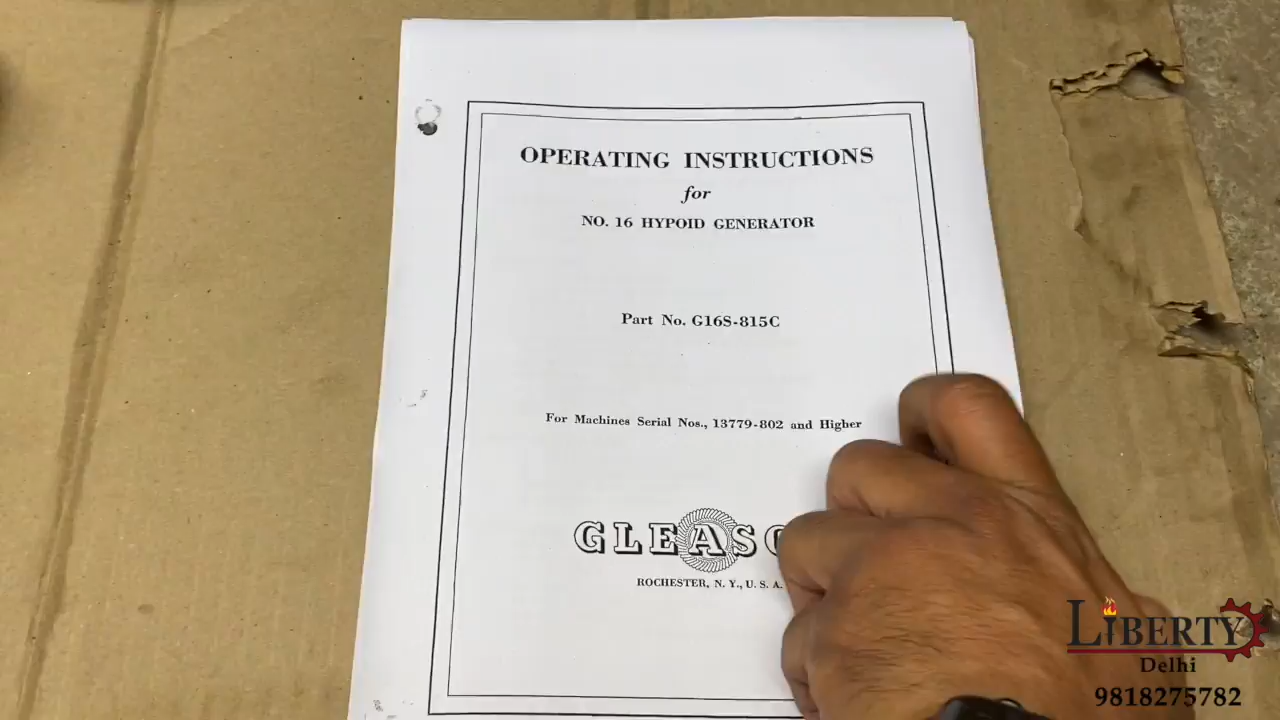 OPERATING INSTRUCTIONS
for
NO. 16 HYPOID GENERATOR
Part No. G16S-815C
For Machines Serial Nos., 13779-802 and Higher
GLEASO
ROCHESTER, N. Y., U. S. A.
LIBERTY
Delhi
9818275782